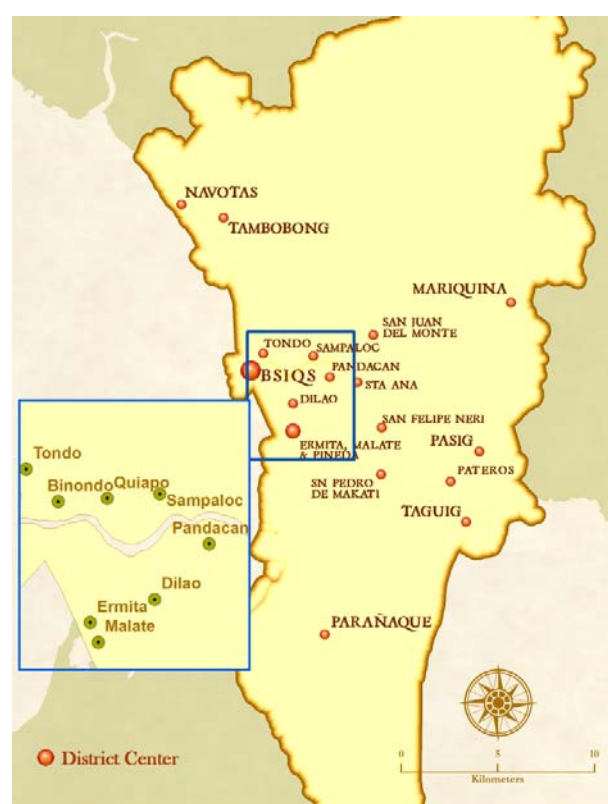 NAVOTAS
TAMBOBONG
MARIQUINA
SAN JUAN
DEL MONTE
TONDO
SAMPALOC
BSIQS
PANDACAN
STA ANA
DILAO
SAN FELIPE NERI
ERMITA, MALATE
& PINEDA
PASIG
SN PEDRO
DE MAKATI
PATEROS
TAGUIG
PARAÑAQUE
Tondo
Binondo
Quiapo
Sampaloc
Pandacan
Dilao
Ermita
Malate
District Center
0 5 10
Kilometers